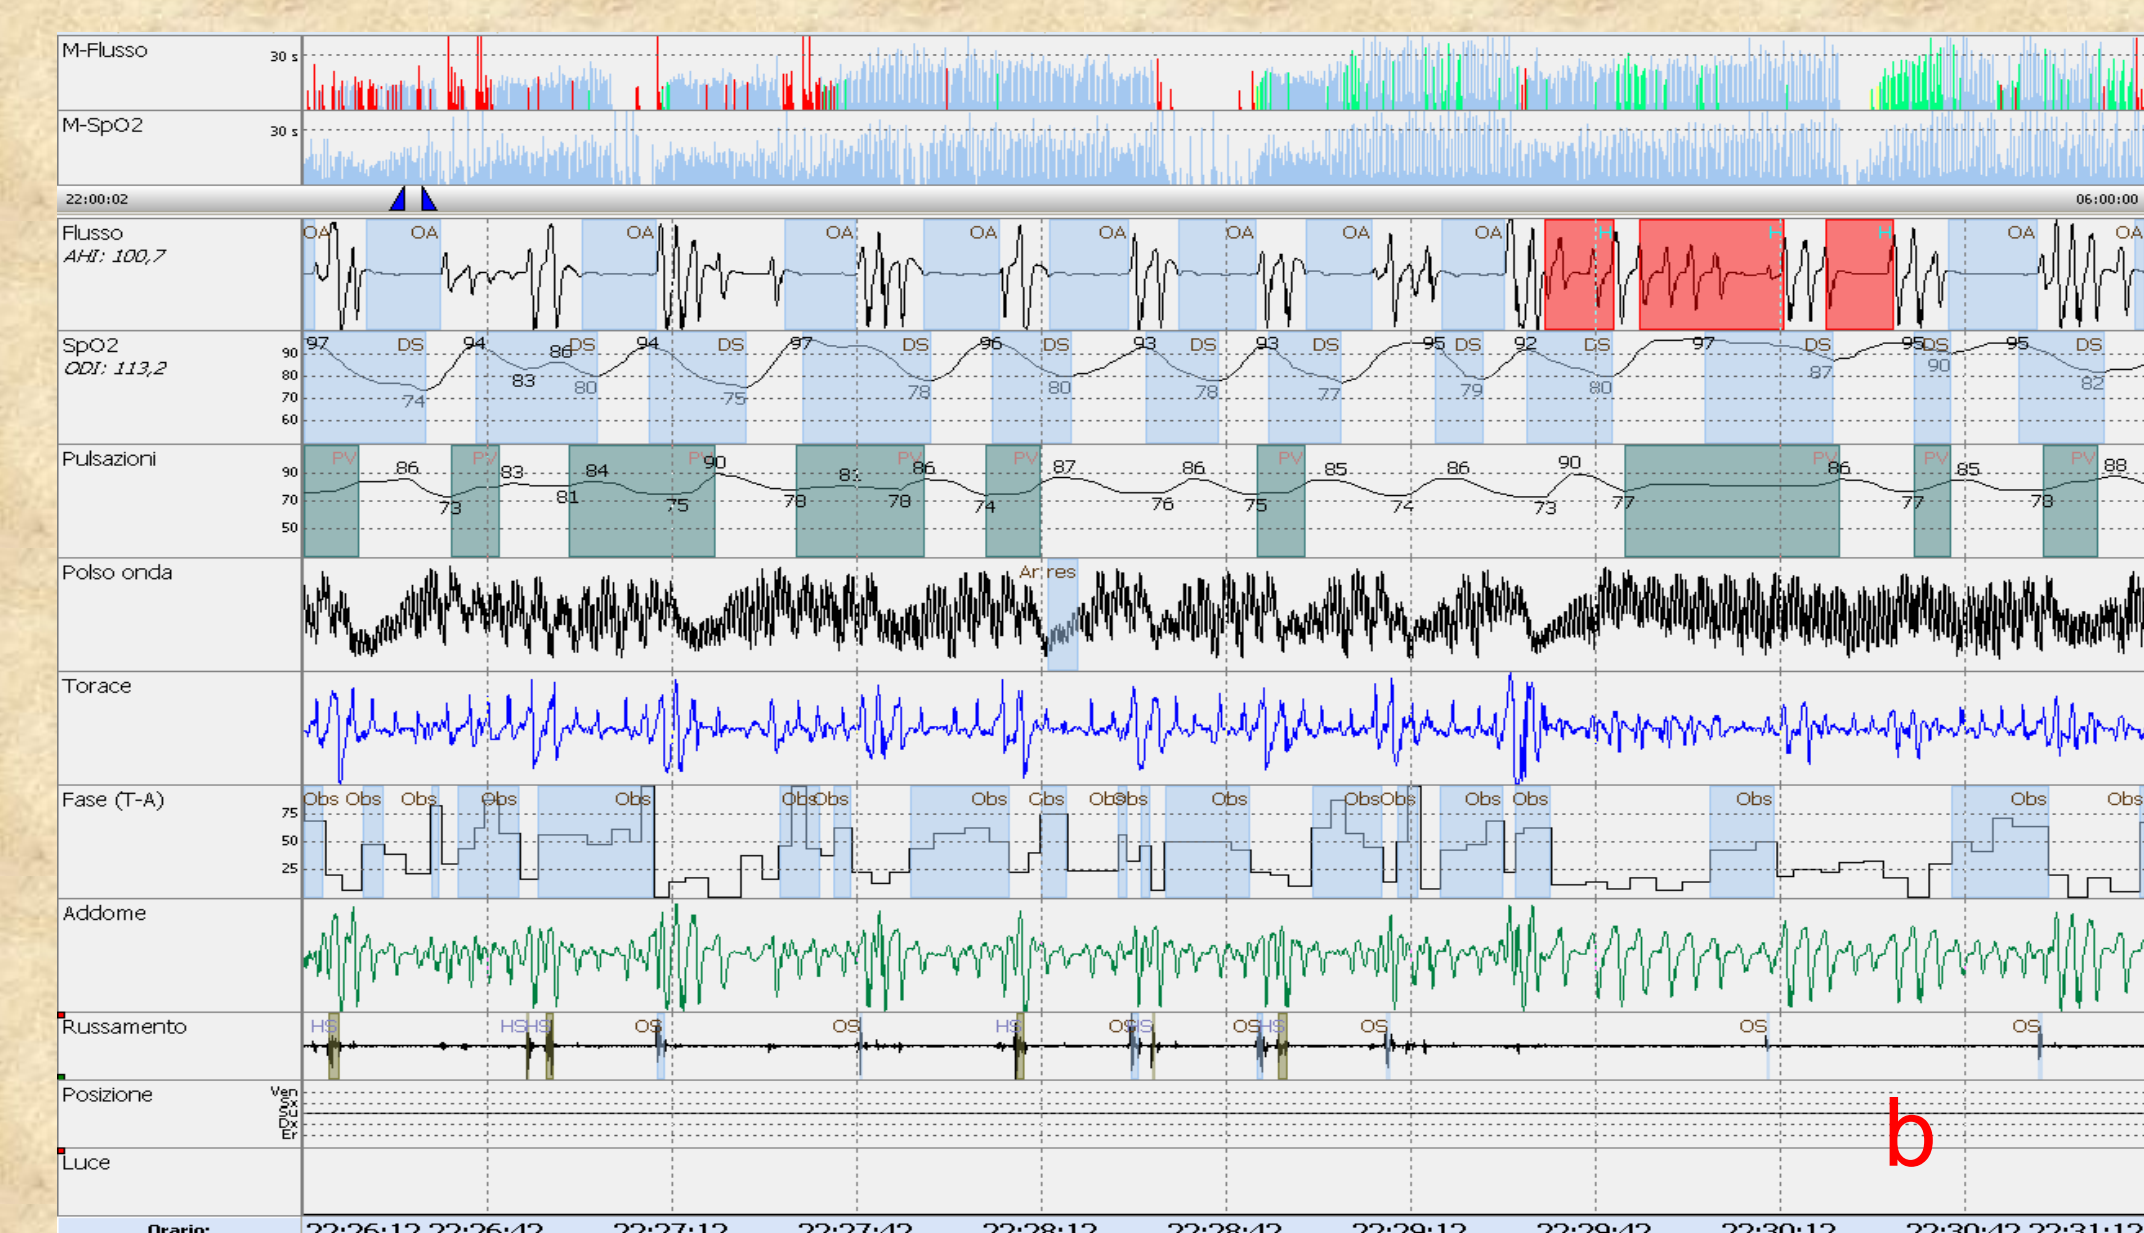 M-Flusso 30 s
M-SpO2 30 s
22:00:02 06:00:00
Flusso OA OA OA OA OA OA OA OA OA H H H OA OA
AHI: 100,7
SpO2 97 DS 94 86 DS 94 DS 97 DS 96 DS 93 DS 93 DS 95 DS 92 DS 97 DS 95 DS 95 DS
ODI: 113,2
90
80
70
60
74 83 80 75 78 80 78 77 79 80 87 90 82
Pulsazioni PV PV PV PV PV PV PV PV PV
90
70
50
86 83 84 90 86 87 86 85 86 90 86 85 88
73 81 75 78 78 74 76 75 74 73 77 77 78
Polso onda
Torace
Fase (T-A) Obs Obs Obs Obs Obs Obs Obs Obs Obs Obs Obs Obs Obs Obs Obs Obs Obs Obs
75
50
25
Addome
Russamento HS HS HS OS OS HS OS HS OS HS OS OS OS
Posizione Ven
Sx
Su
Dx
Er
b
Luce
Orario: 22:26:12 22:26:42 22:27:12 22:27:42 22:28:12 22:28:42 22:29:12 22:29:42 22:30:12 22:30:42 22:31:12